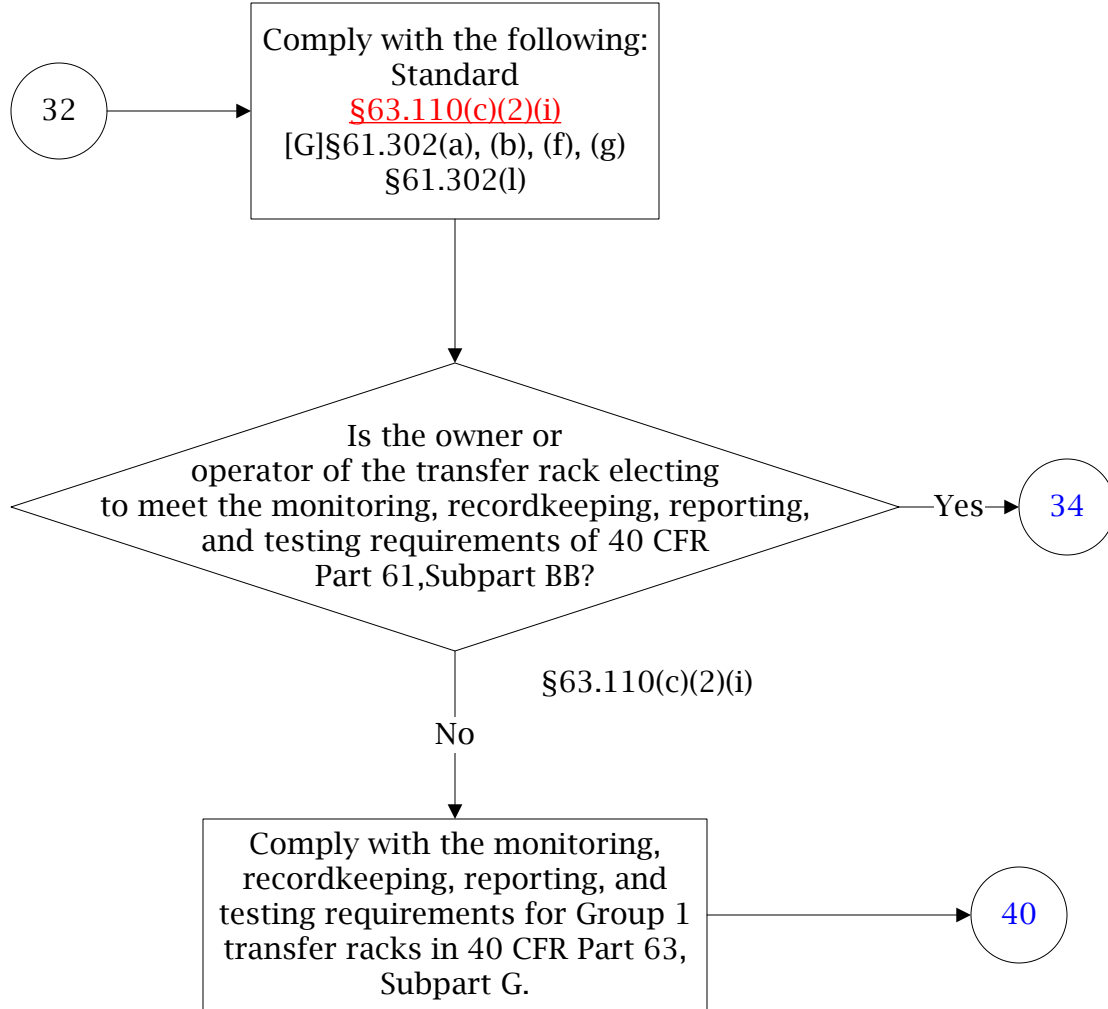 32
Comply with the following:
Standard
§63.110(c)(2)(i)
[G]§61.302(a), (b), (f), (g)
§61.302(l)
Is the owner or
operator of the transfer rack electing
to meet the monitoring, recordkeeping, reporting,
and testing requirements of 40 CFR
Part 61,Subpart BB?
Yes
34
§63.110(c)(2)(i)
No
Comply with the monitoring,
recordkeeping, reporting, and
testing requirements for Group 1
transfer racks in 40 CFR Part 63,
Subpart G.
40